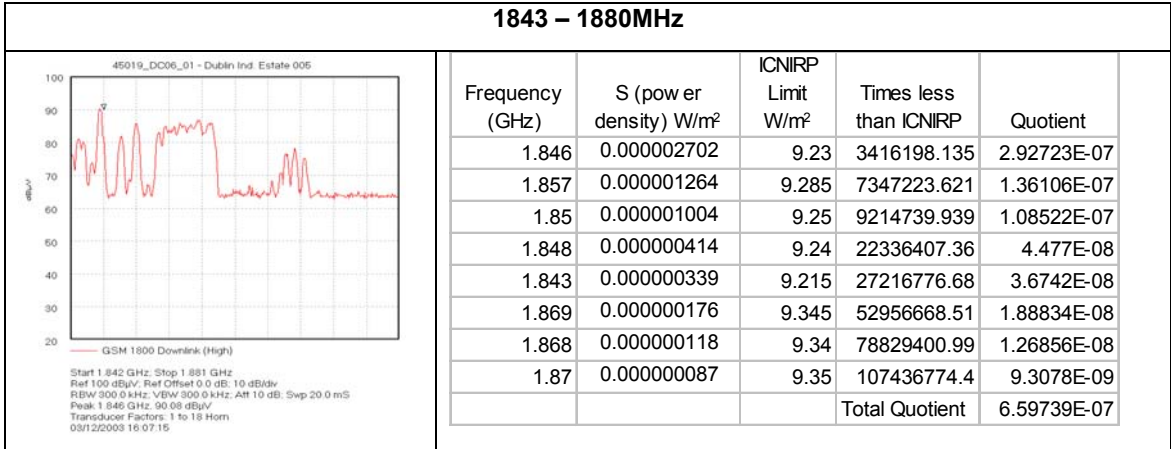 1843 – 1880MHz
45019_DC06_01 - Dublin Ind. Estate 005
100
90
80
70
60
50
40
30
20
dBµV
GSM 1800 Downlink (High)
Start 1.842 GHz; Stop 1.881 GHz
Ref 100 dBµV; Ref Offset 0.0 dB; 10 dB/div
RBW 300.0 kHz; VBW 300.0 kHz; Att 10 dB; Swp 20.0 mS
Peak 1.846 GHz, 90.08 dBµV
Transducer Factors: 1 to 18 Horn
03/12/2003 16:07:15
Frequency (GHz) S (pow er density) W/m² ICNIRP Limit W/m² Times less than ICNIRP Quotient
1.846 0.000002702 9.23 3416198.135 2.92723E-07
1.857 0.000001264 9.285 7347223.621 1.36106E-07
1.85 0.000001004 9.25 9214739.939 1.08522E-07
1.848 0.000000414 9.24 22336407.36 4.477E-08
1.843 0.000000339 9.215 27216776.68 3.6742E-08
1.869 0.000000176 9.345 52956668.51 1.88834E-08
1.868 0.000000118 9.34 78829400.99 1.26856E-08
1.87 0.000000087 9.35 107436774.4 9.3078E-09
Total Quotient 6.59739E-07